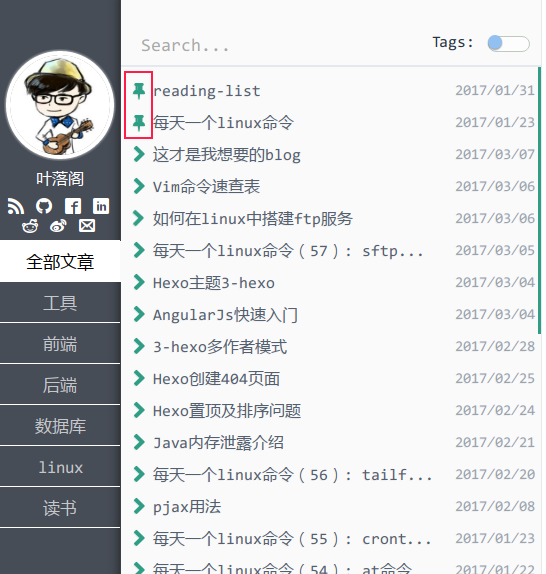 叶落阁
全部文章
工具
前端
后端
数据库
linux
读书
Search...
Tags:
reading-list 2017/01/31
每天一个linux命令 2017/01/23
这才是我想要的blog 2017/03/07
Vim命令速查表 2017/03/06
如何在linux中搭建ftp服务 2017/03/06
每天一个linux命令（57）: sftp... 2017/03/05
Hexo主题3-hexo 2017/03/04
AngularJs快速入门 2017/03/04
3-hexo多作者模式 2017/02/28
Hexo创建404页面 2017/02/25
Hexo置顶及排序问题 2017/02/24
Java内存泄露介绍 2017/02/21
每天一个linux命令（56）: tailf... 2017/02/20
pjax用法 2017/02/08
每天一个linux命令（55）: cront... 2017/01/23
每天一个linux命令（54）: at命令 2017/01/22